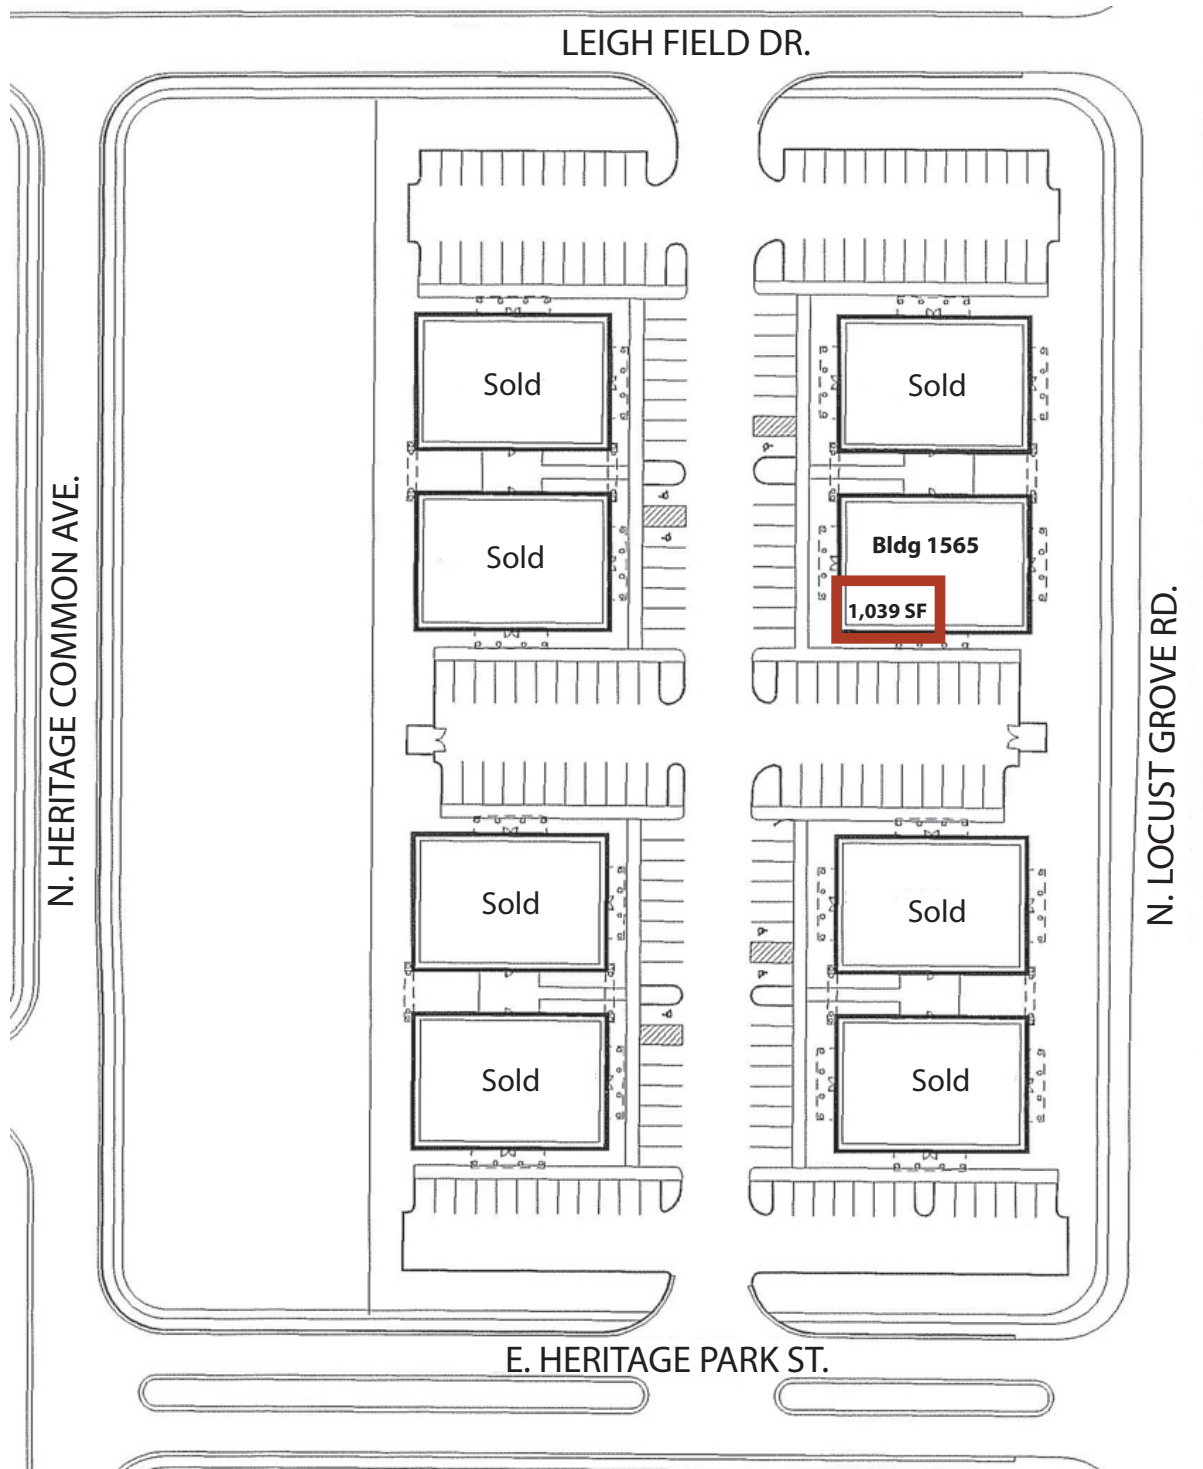 LEIGH FIELD DR.
Sold
Sold
N. HERITAGE COMMON AVE.
Sold
Bldg 1565
1,039 SF
N. LOCUST GROVE RD.
Sold
Sold
Sold
Sold
E. HERITAGE PARK ST.